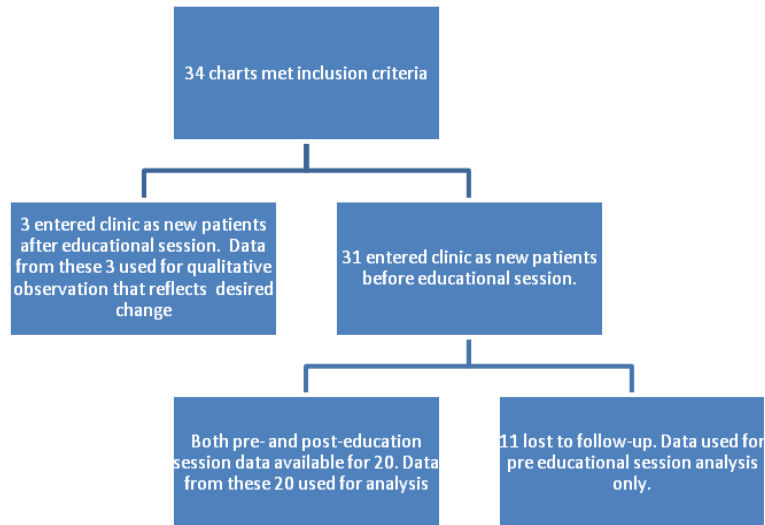 34 charts met inclusion criteria
3 entered clinic as new patients
after educational session. Data
from these 3 used for qualitative
observation that reflects desired
change
31 entered clinic as new patients
before educational session.
Both pre- and post-education
session data available for 20. Data
from these 20 used for analysis
11 lost to follow-up. Data used for
pre educational session analysis
only.